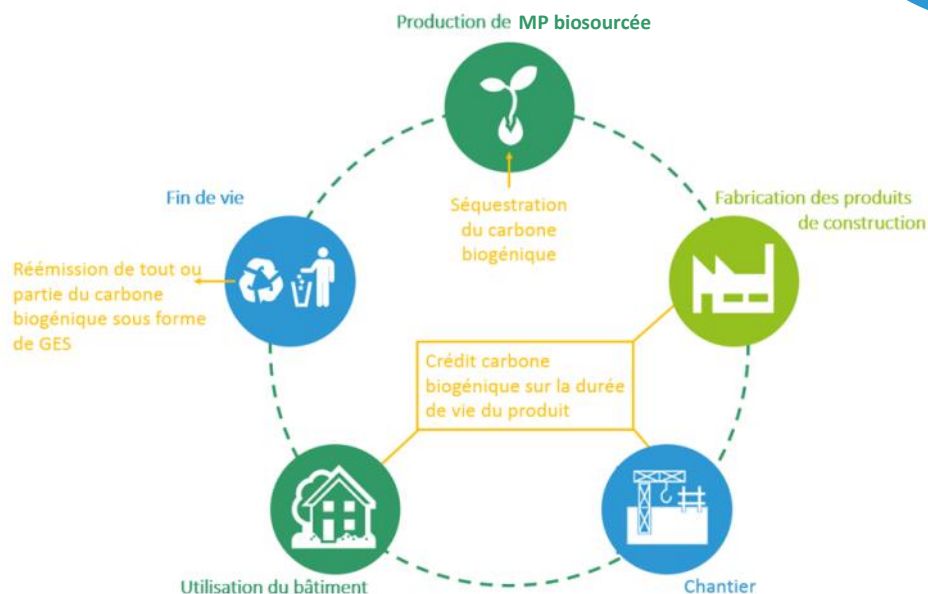 Production de MP biosourcée
Fin de vie
Séquestration
du carbone
biogénique
Fabrication des produits
de construction
Réémission de tout ou
partie du carbone
biogénique sous forme
de GES
Crédit carbone
biogénique sur la durée
de vie du produit
Utilisation du bâtiment
Chantier